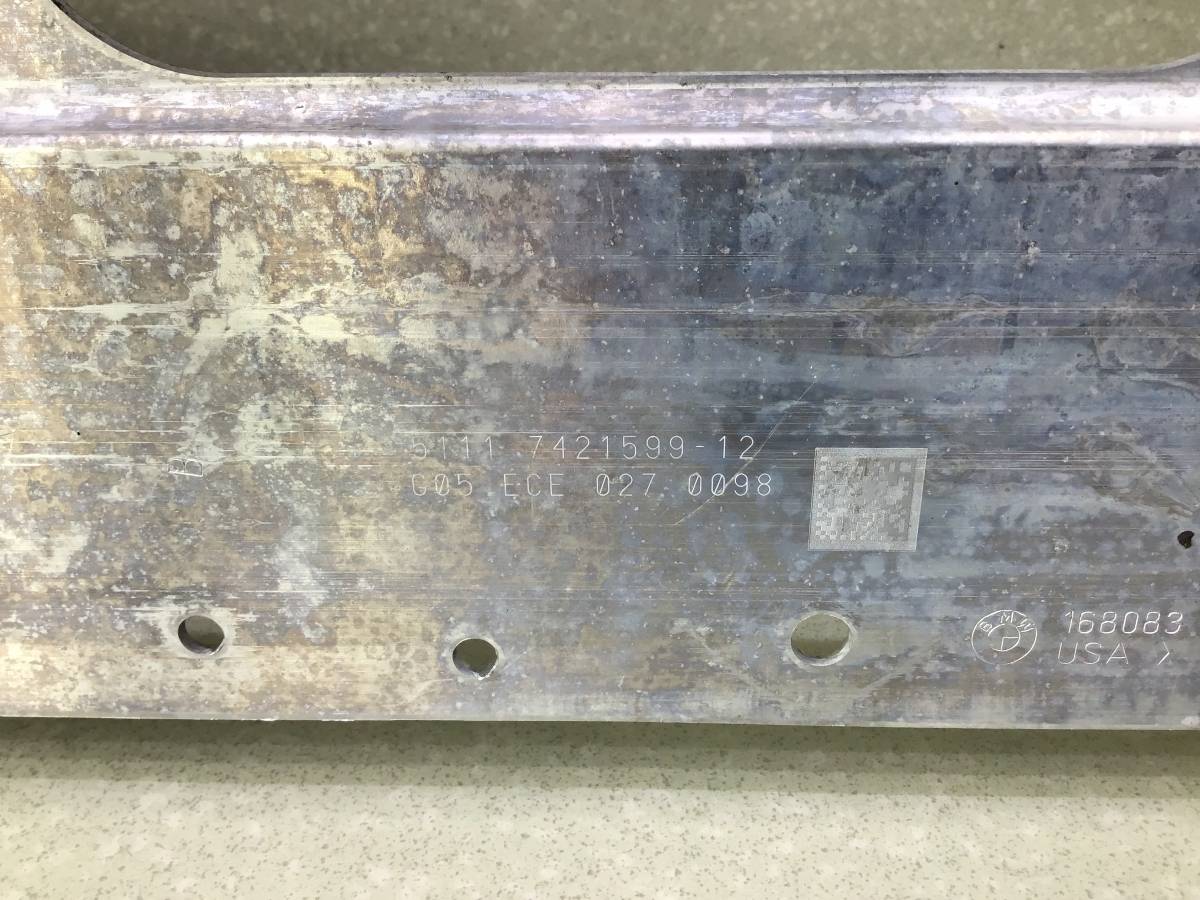 5111 7421599-12
G05 ECE 027 0098
B
BMW
168083
USA >